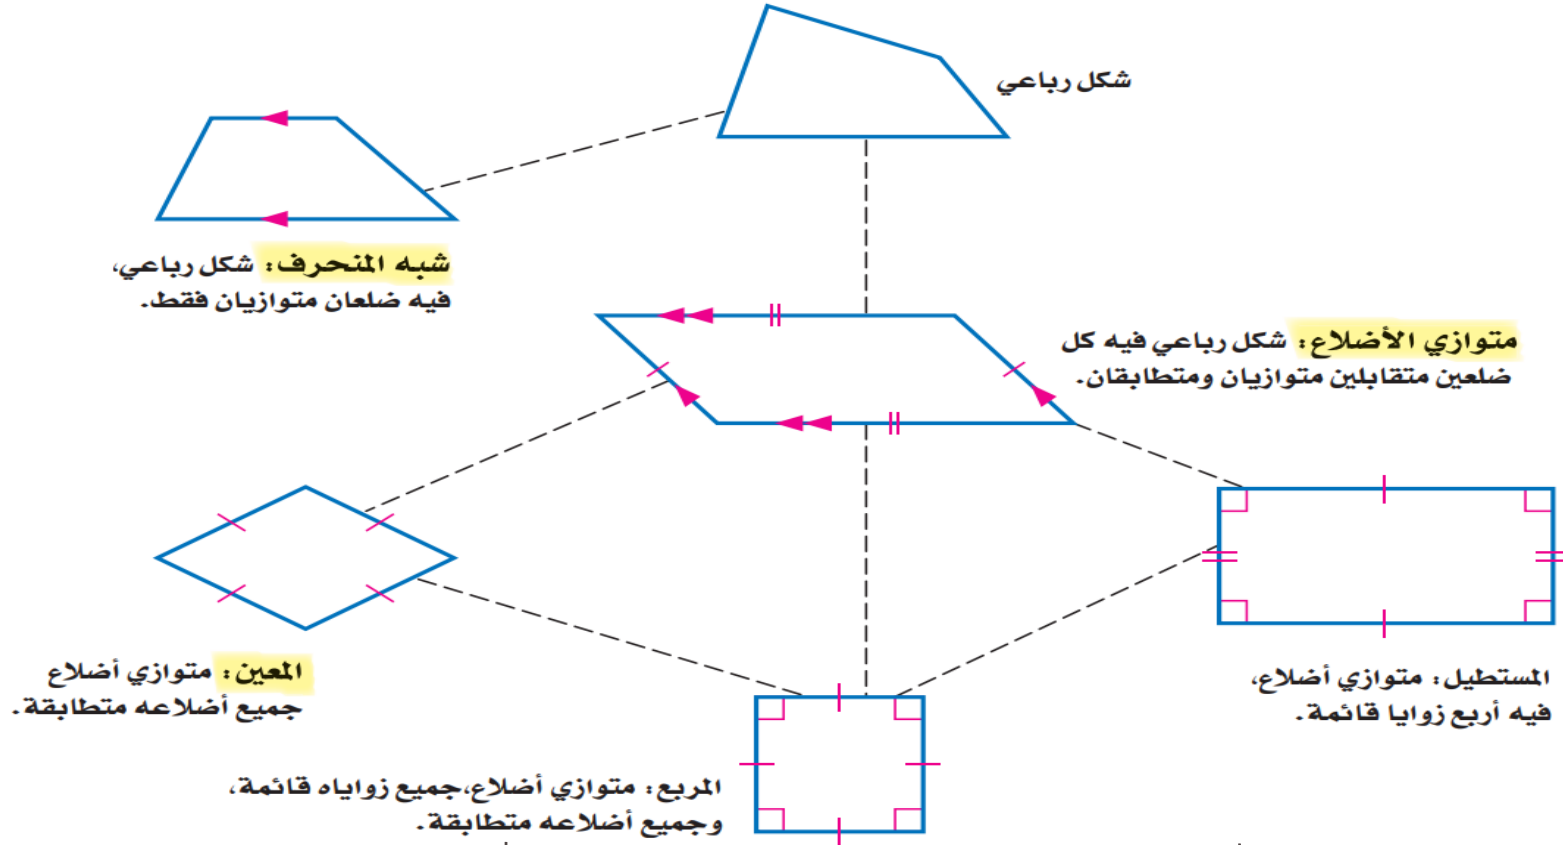 شكل رباعي
شبه المنحرف: شكل رباعي،
فيه ضلعان متوازيان فقط.
متوازي الأضلاع: شكل رباعي فيه كل
ضلعين متقابلين متوازيان ومتطابقان.
المستطيل: متوازي أضلاع،
فيه أربع زوايا قائمة.
المعين: متوازي أضلاع
جميع أضلاعه متطابقة.
المربع: متوازي أضلاع،جميع زواياه قائمة،
وجميع أضلاعه متطابقة.